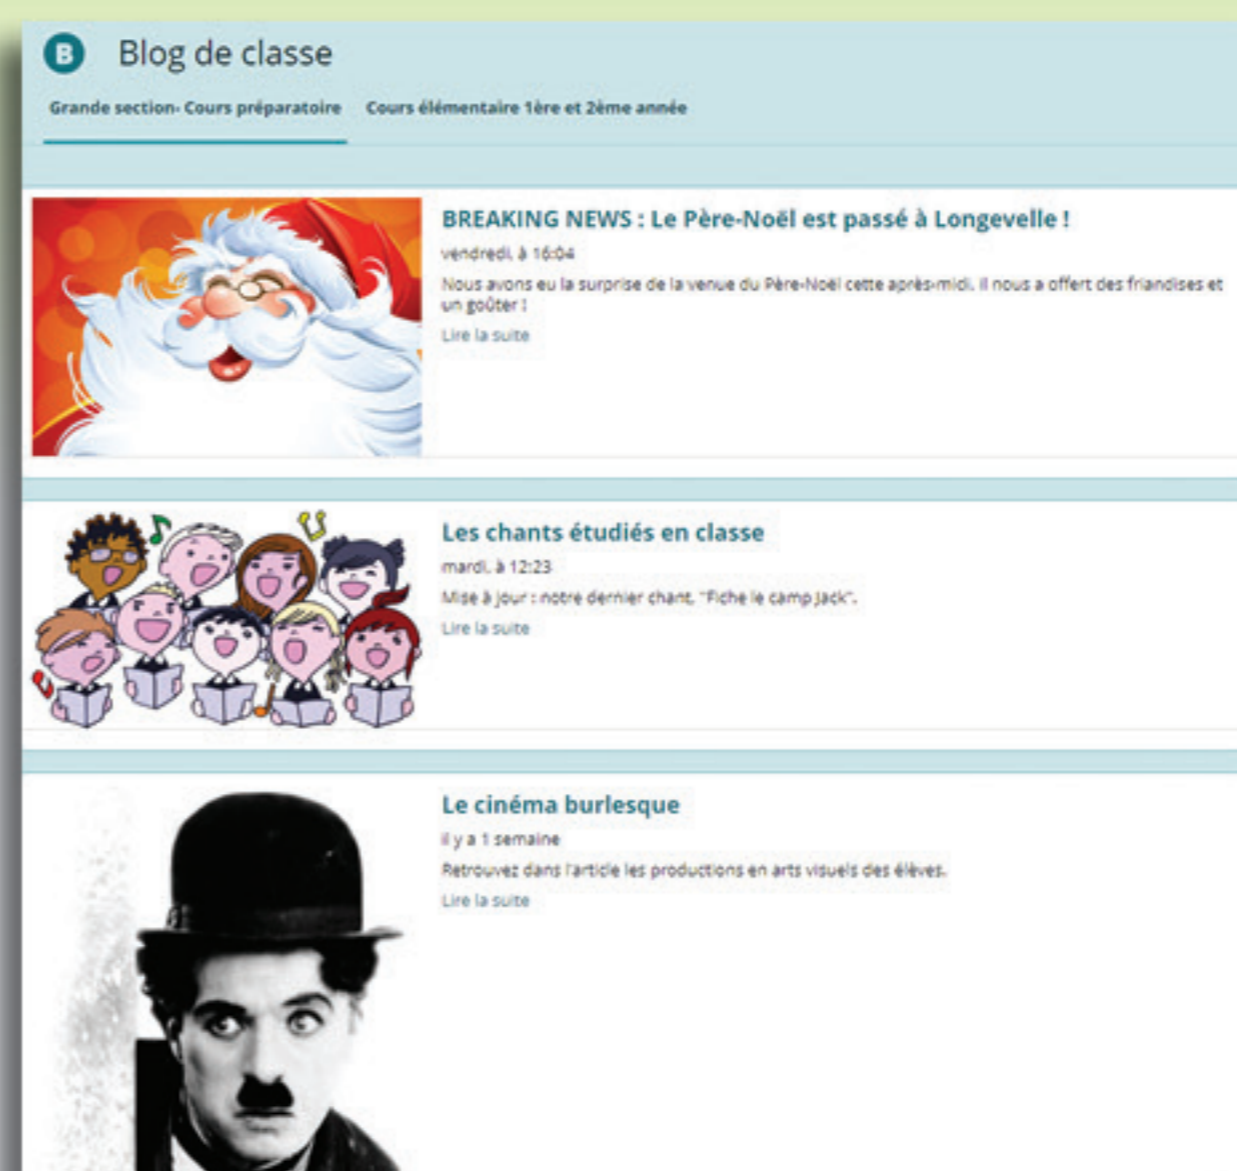 B Blog de classe
Grande section- Cours préparatoire Cours élémentaire 1ère et 2ème année
BREAKING NEWS : Le Père-Noël est passé à Longevelle !
vendredi, à 16:04
Nous avons eu la surprise de la venue du Père-Noël cette après-midi. Il nous a offert des friandises et
un goûter !
Lire la suite
Les chants étudiés en classe
mardi, à 12:23
Mise à jour : notre dernier chant, "Fiche le camp Jack".
Lire la suite
Le cinéma burlesque
il y a 1 semaine
Retrouvez dans l'article les productions en arts visuels des élèves.
Lire la suite